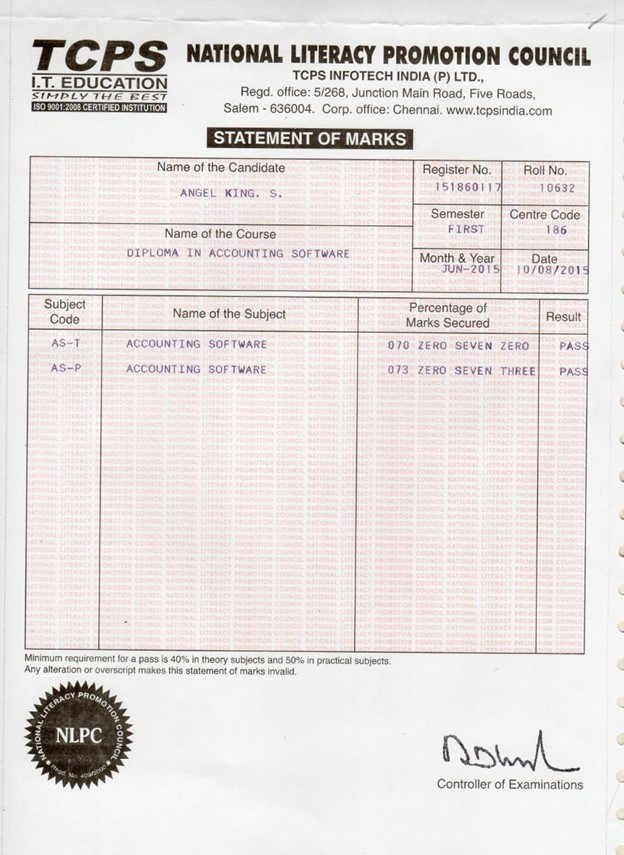 TCPS
I.T. EDUCATION
SIMPLY THE BEST
ISO 9001:2008 CERTIFIED INSTITUTION
NATIONAL LITERACY PROMOTION COUNCIL
TCPS INFOTECH INDIA (P) LTD.,
Regd. office: 5/268, Junction Main Road, Five Roads,
Salem - 636004. Corp. office: Chennai. www.tcpsindia.com
STATEMENT OF MARKS
Name of the Candidate
ANGEL KING. S.
Register No.
151860117
Roll No.
10632
Semester
FIRST
Centre Code
186
Name of the Course
DIPLOMA IN ACCOUNTING SOFTWARE
Month & Year
JUN-2015
Date
10/08/2015
Subject Code Name of the Subject Percentage of Marks Secured Result
AS-T ACCOUNTING SOFTWARE 070 ZERO SEVEN ZERO PASS
AS-P ACCOUNTING SOFTWARE 073 ZERO SEVEN THREE PASS
Minimum requirement for a pass is 40% in theory subjects and 50% in practical subjects.
Any alteration or overscript makes this statement of marks invalid.
NATIONAL LITERACY PROMOTION COUNCIL
NLPC
Regd. No.
Controller of Examinations